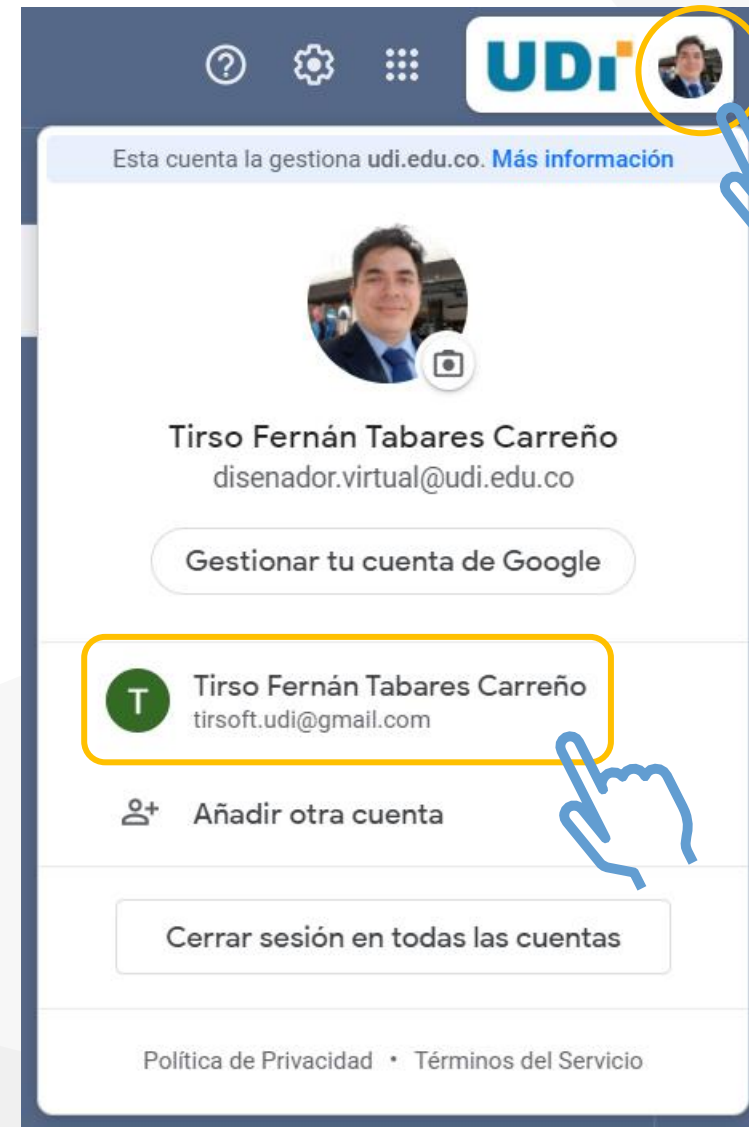 UDi
Esta cuenta la gestiona udi.edu.co. Más información
Tirso Fernán Tabares Carreño
disenador.virtual@udi.edu.co
Gestionar tu cuenta de Google
T
Tirso Fernán Tabares Carreño
tirsoft.udi@gmail.com
Añadir otra cuenta
Cerrar sesión en todas las cuentas
Política de Privacidad • Términos del Servicio